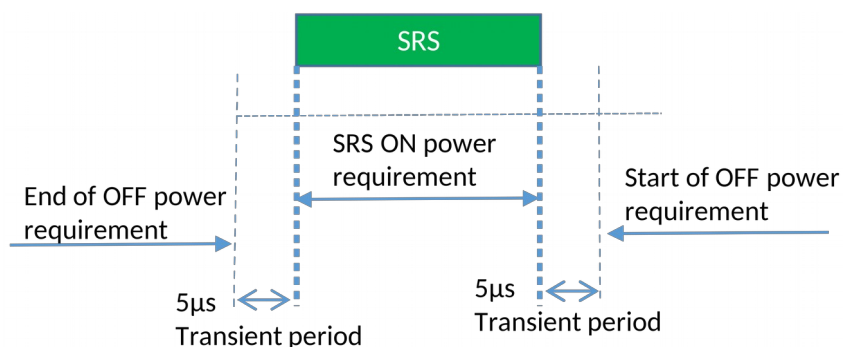 SRS
SRS ON power
requirement
End of OFF power
requirement
Start of OFF power
requirement
5µs
Transient period
5µs
Transient period